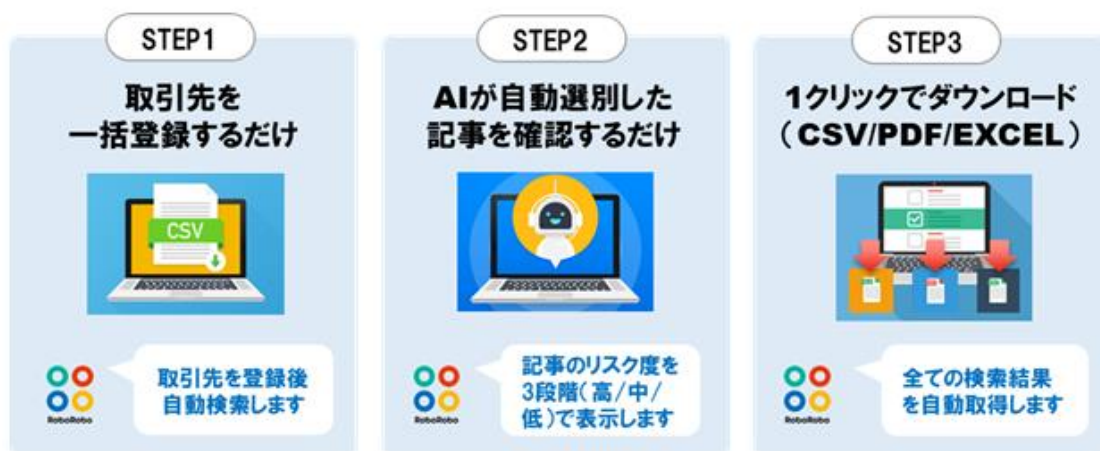 STEP1
取引先を
一括登録するだけ
CSV
取引先を登録後
自動検索します
RoboRobo
STEP2
AIが自動選別した
記事を確認するだけ
記事のリスク度を
3段階(高/中/
低)で表示します
RoboRobo
STEP3
1クリックでダウンロード
(CSV/PDF/EXCEL)
全ての検索結果
を自動取得します
RoboRobo